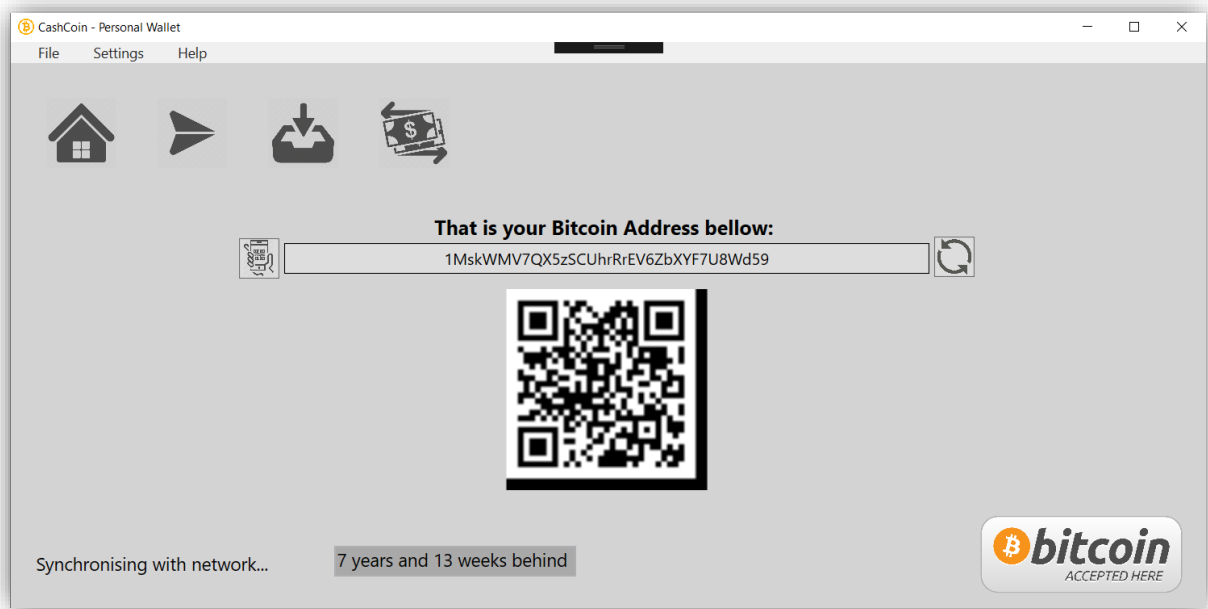 CashCoin - Personal Wallet
File Settings Help
$
That is your Bitcoin Address bellow:
1MskWMV7QX5zSCUhrRrEV6ZbXYF7U8Wd59
Synchronising with network...
7 years and 13 weeks behind
bitcoin
ACCEPTED HERE